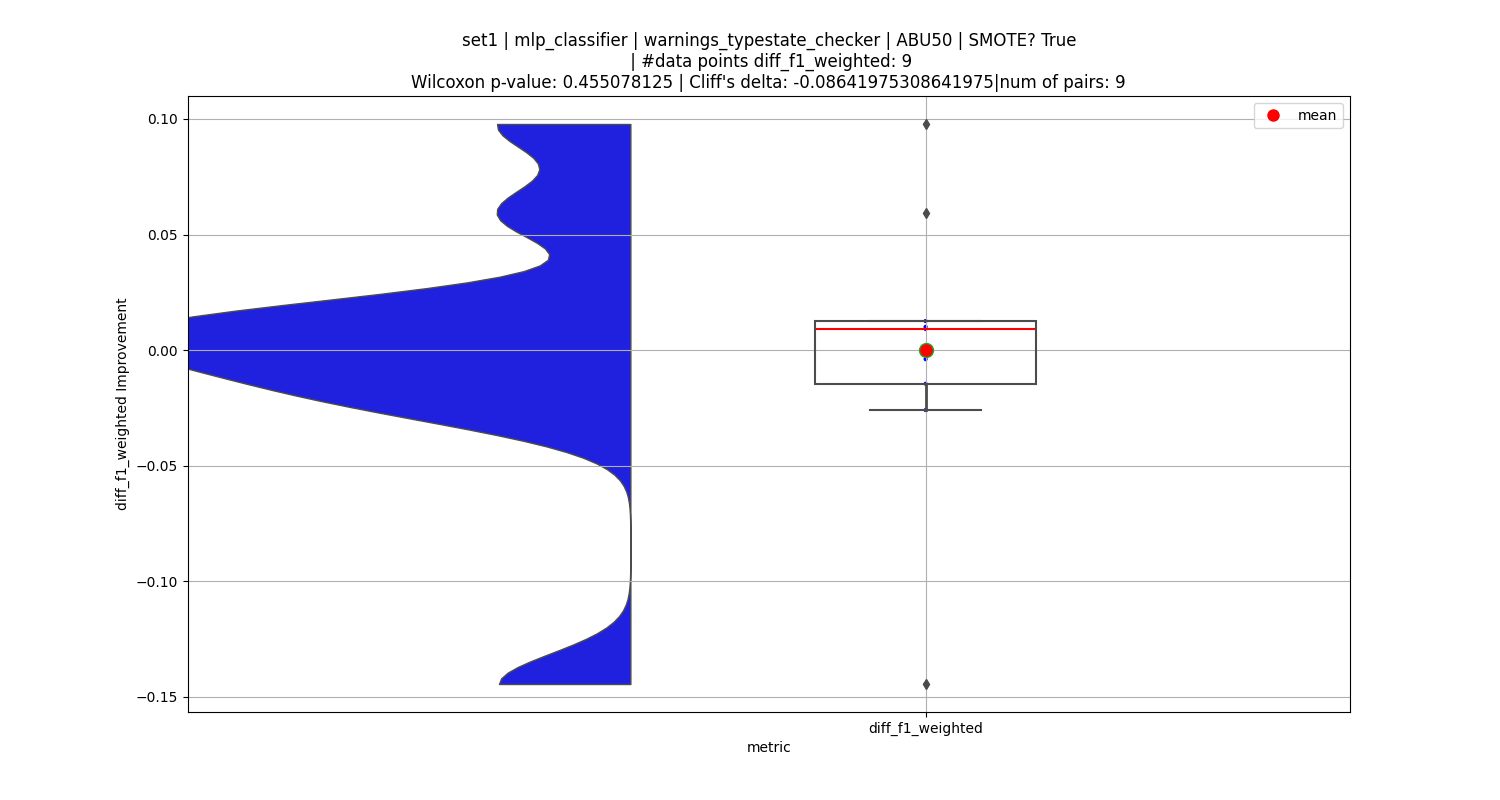 set1 | mlp_classifier | warnings_typestate_checker | ABU50 | SMOTE? True
| #data points diff_f1_weighted: 9
Wilcoxon p-value: 0.455078125 | Cliff's delta: -0.08641975308641975|num of pairs: 9
mean
0.10
0.05
0.00
−0.05
−0.10
−0.15
diff_f1_weighted Improvement
diff_f1_weighted
metric